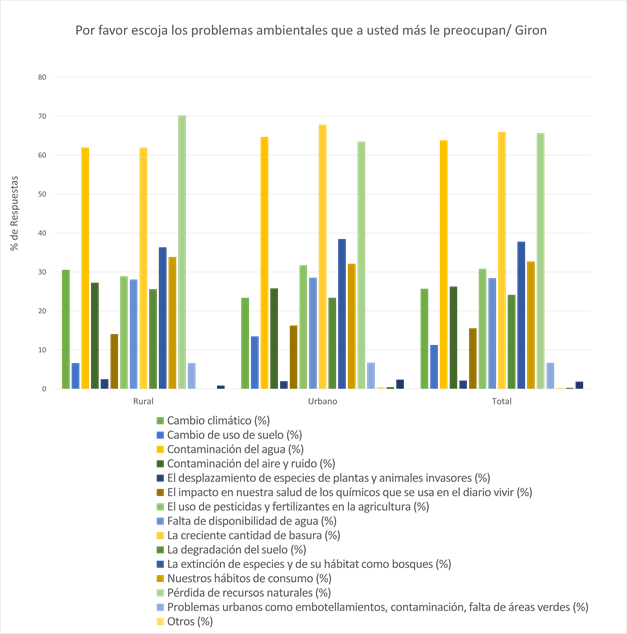 Por favor escoja los problemas ambientales que a usted más le preocupan/ Giron
80
70
60
50
40
30
20
10
0
% de Respuestas
Rural Urbano Total
Cambio climático (%)
Cambio de uso de suelo (%)
Contaminación del agua (%)
Contaminación del aire y ruido (%)
El desplazamiento de especies de plantas y animales invasores (%)
El impacto en nuestra salud de los químicos que se usa en el diario vivir (%)
El uso de pesticidas y fertilizantes en la agricultura (%)
Falta de disponibilidad de agua (%)
La creciente cantidad de basura (%)
La degradación del suelo (%)
La extinción de especies y de su hábitat como bosques (%)
Nuestros hábitos de consumo (%)
Pérdida de recursos naturales (%)
Problemas urbanos como embotellamientos, contaminación, falta de áreas verdes (%)
Otros (%)